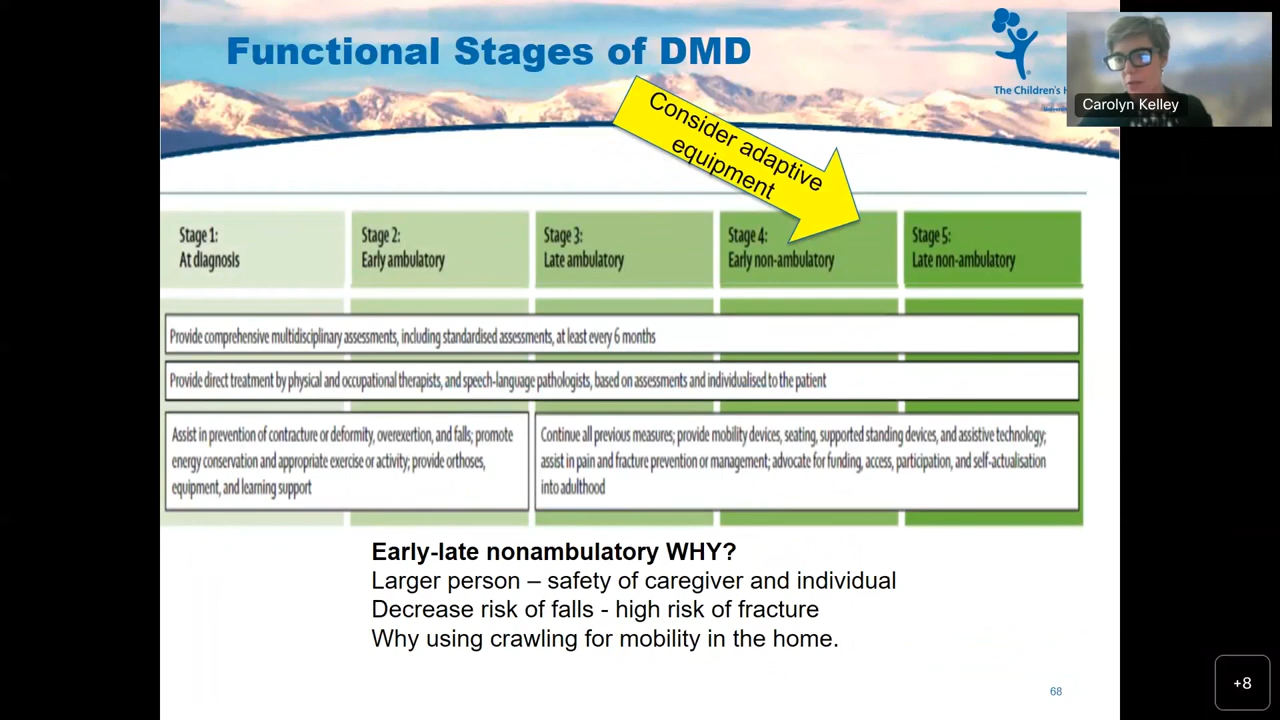 Functional Stages of DMD
The Children's H
Carolyn Kelley
Consider adaptive
equipment
Stage 1:
At diagnosis
Stage 2:
Early ambulatory
Stage 3:
Late ambulatory
Stage 4:
Early non-ambulatory
Stage 5:
Late non-ambulatory
Provide comprehensive multidisciplinary assessments, including standardised assessments, at least every 6 months
Provide direct treatment by physical and occupational therapists, and speech-language pathologists, based on assessments and individualised to the patient
Assist in prevention of contracture or deformity, overexertion, and falls; promote
energy conservation and appropriate exercise or activity; provide orthoses,
equipment, and learning support
Continue all previous measures; provide mobility devices, seating, supported standing devices, and assistive technology;
assist in pain and fracture prevention or management; advocate for funding, access, participation, and self-actualisation
into adulthood
Early-late nonambulatory WHY?
Larger person – safety of caregiver and individual
Decrease risk of falls - high risk of fracture
Why using crawling for mobility in the home.
68
+8